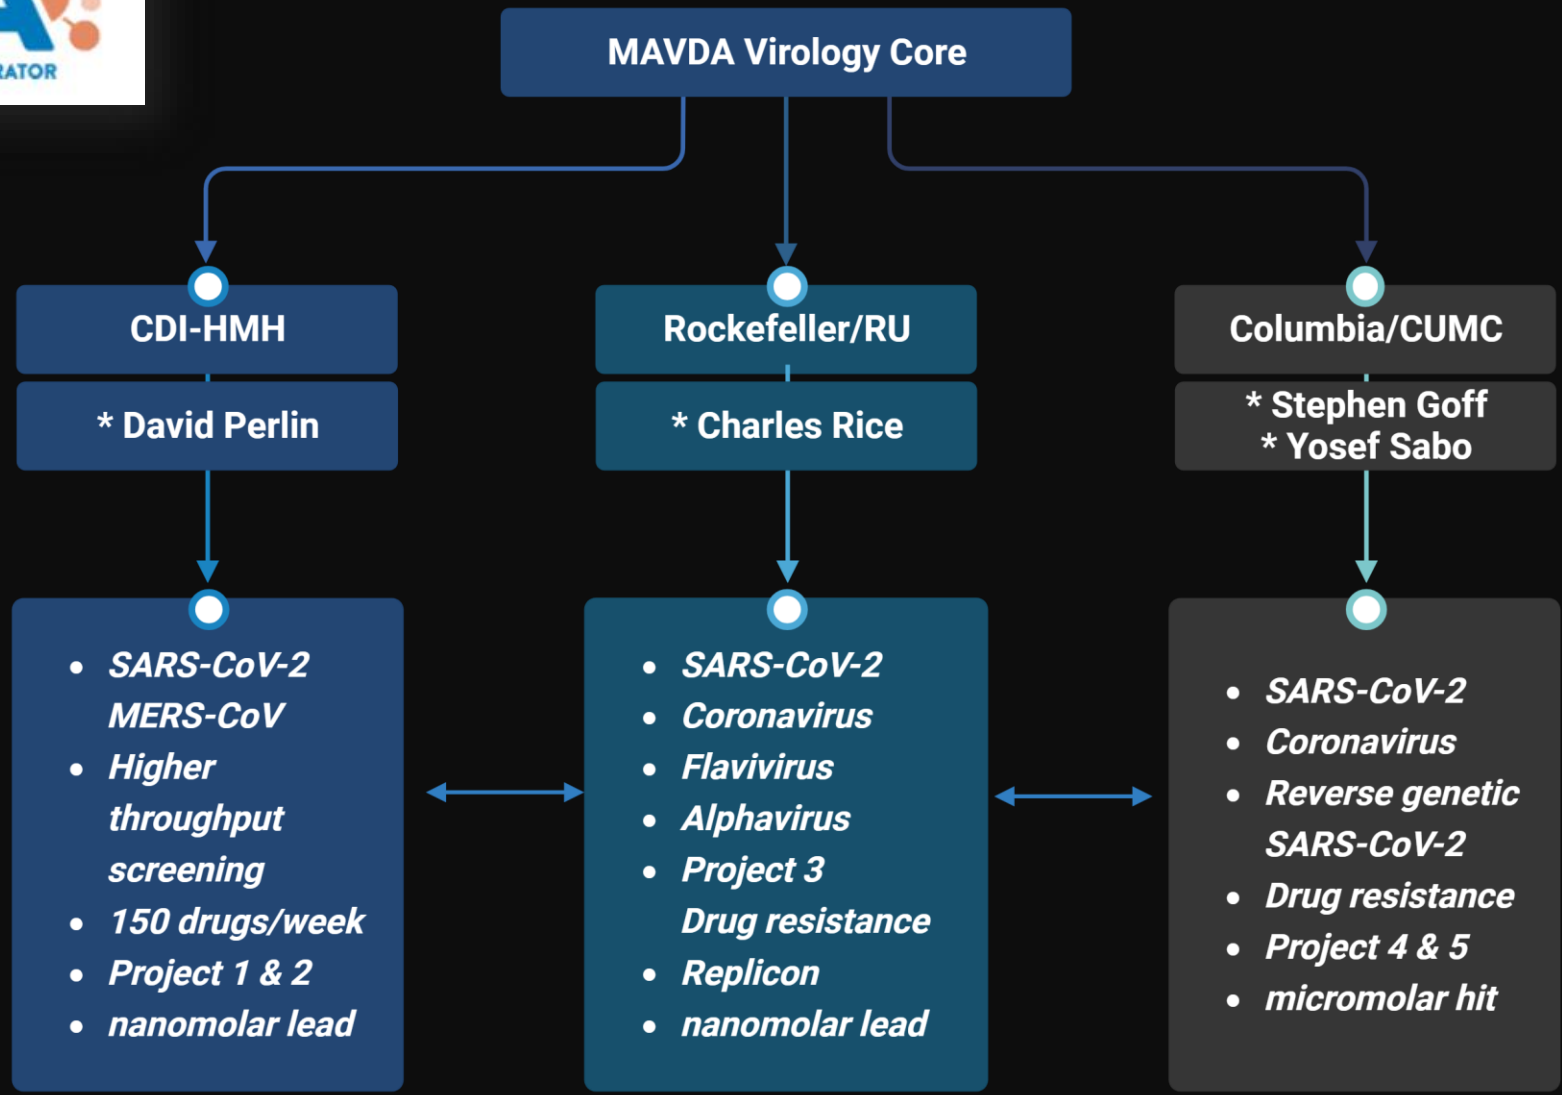 RATOR
MAVDA Virology Core
CDI-HMH
* David Perlin
• SARS-CoV-2
MERS-CoV
• Higher
throughput
screening
• 150 drugs/week
• Project 1 & 2
• nanomolar lead
Rockefeller/RU
* Charles Rice
• SARS-CoV-2
• Coronavirus
• Flavivirus
• Alphavirus
• Project 3
Drug resistance
• Replicon
• nanomolar lead
Columbia/CUMC
* Stephen Goff
* Yosef Sabo
• SARS-CoV-2
• Coronavirus
• Reverse genetic
SARS-CoV-2
• Drug resistance
• Project 4 & 5
• micromolar hit